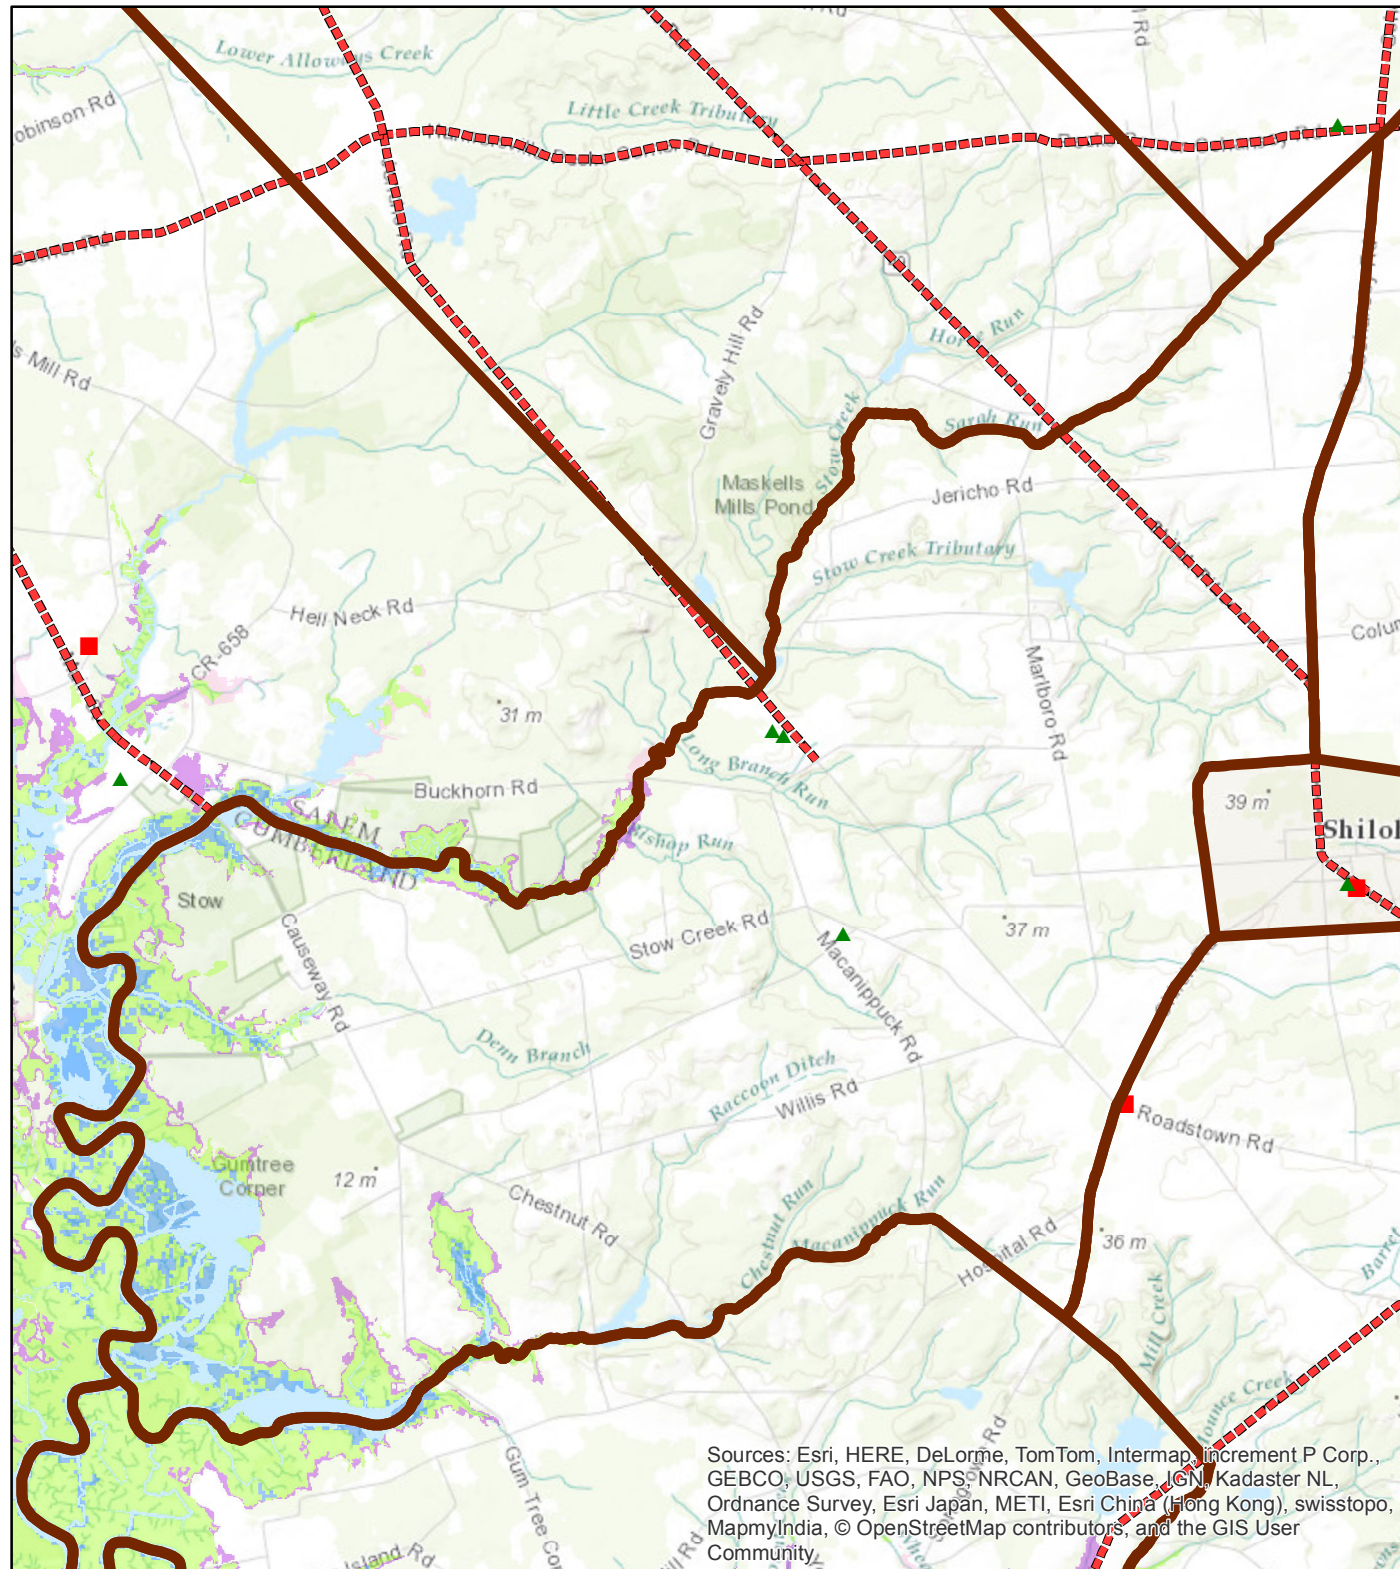 Lower Alloways Creek
Little Creek Tributary
Rd
obinson Rd
Horse Run
Gravely Hill Rd
s Mill Rd
Stow Creek
Sarah Run
Maskells
Mills Pond
Jericho Rd
Stow Creek Tributary
Hell Neck Rd
CR-658
Marlboro Rd
31 m
Long Branch Run
Buckhorn Rd
39 m
SALEM
CUMBERLAND
Bishop Run
Stow
Causeway Rd
Stow Creek Rd
37 m
Macanippuck Rd
Denn Branch
Raccoon Ditch
Willis Rd
Roadstown Rd
Gumtree
Corner
12 m
Chestnut Rd
Chestnut Run
Macanippuck Run
Hospital Rd
36 m
Mill Creek
Mounce Creek
Island Rd
Sources: Esri, HERE, DeLorme, TomTom, Intermap, increment P Corp.,
GEBCO, USGS, FAO, NPS, NRCAN, GeoBase, IGN, Kadaster NL,
Ordnance Survey, Esri Japan, METI, Esri China (Hong Kong), swisstopo,
MapmyIndia, © OpenStreetMap contributors, and the GIS User
Community